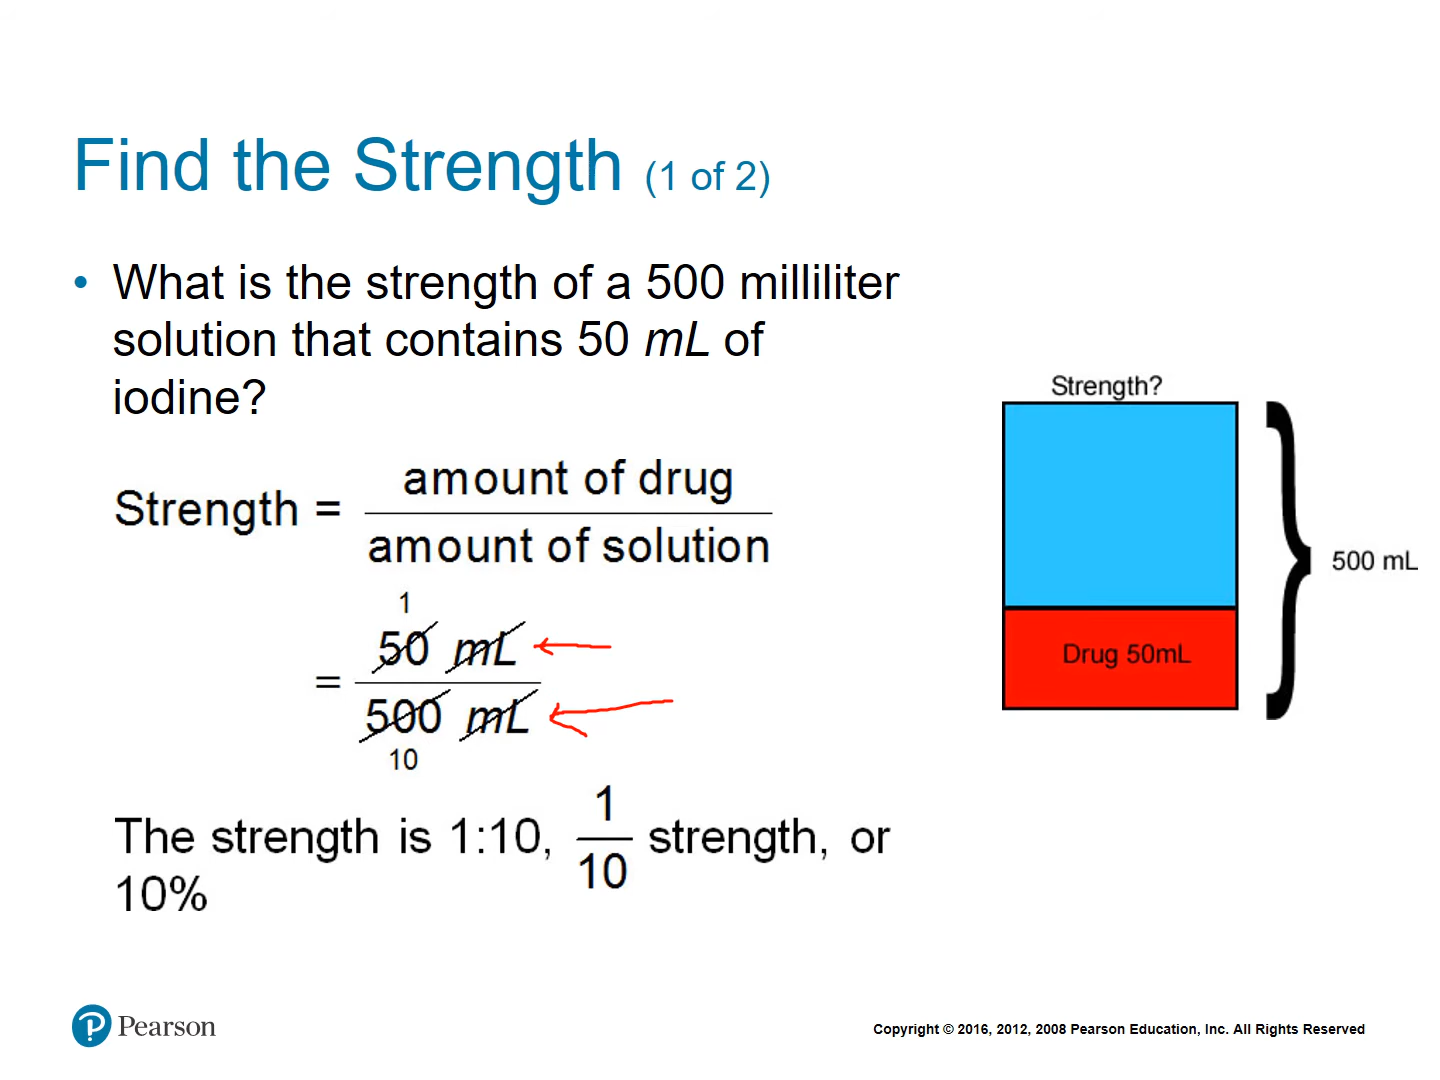 Find the Strength (1 of 2)
• What is the strength of a 500 milliliter
solution that contains 50 mL of
iodine?
Strength = amount of drug
amount of solution
1
= 50 mL
500 mL
10
The strength is 1:10, 1/10 strength, or
10%
Strength?
Drug 50mL
500 mL
Pearson
Copyright © 2016, 2012, 2008 Pearson Education, Inc. All Rights Reserved